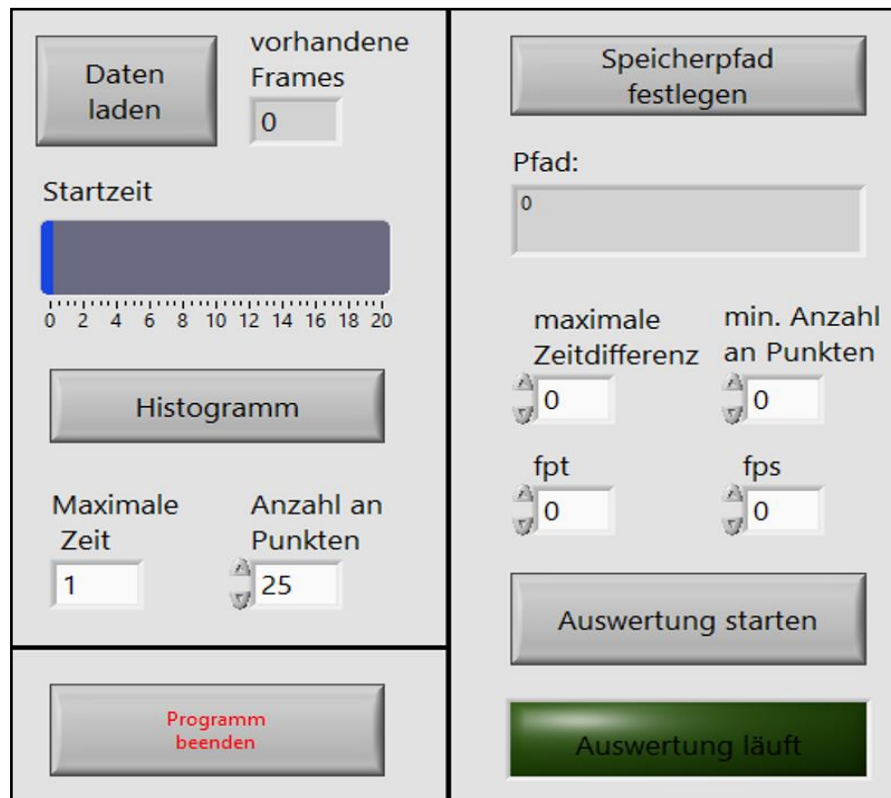 Daten
laden
vorhandene
Frames
0
Startzeit
0 2 4 6 8 10 12 14 16 18 20
Histogramm
Maximale
Zeit
1
Anzahl an
Punkten
25
Programm
beenden
Speicherpfad
festlegen
Pfad:
0
maximale
Zeitdifferenz
0
min. Anzahl
an Punkten
0
fpt
0
fps
0
Auswertung starten
Auswertung läuft